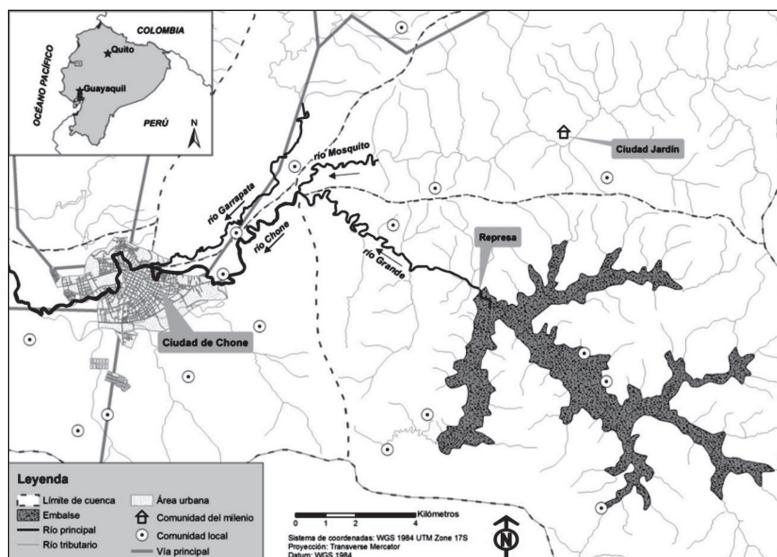 COLOMBIA
Quito
OCÉANO PACÍFICO
Guayaquil
PERÚ
N
Ciudad Jardín
río Mosquito
río Garrapata
río Chone
Represa
río Grande
Ciudad de Chone
Leyenda
Límite de cuenca
Embalse
Río principal
Río tributario
Área urbana
Comunidad del milenio
Comunidad local
Vía principal
0 1 2 4
Kilómetros
Sistema de coordenadas: WGS 1984 UTM Zone 17S
Proyección: Transverse Mercator
Datum: WGS 1984
N